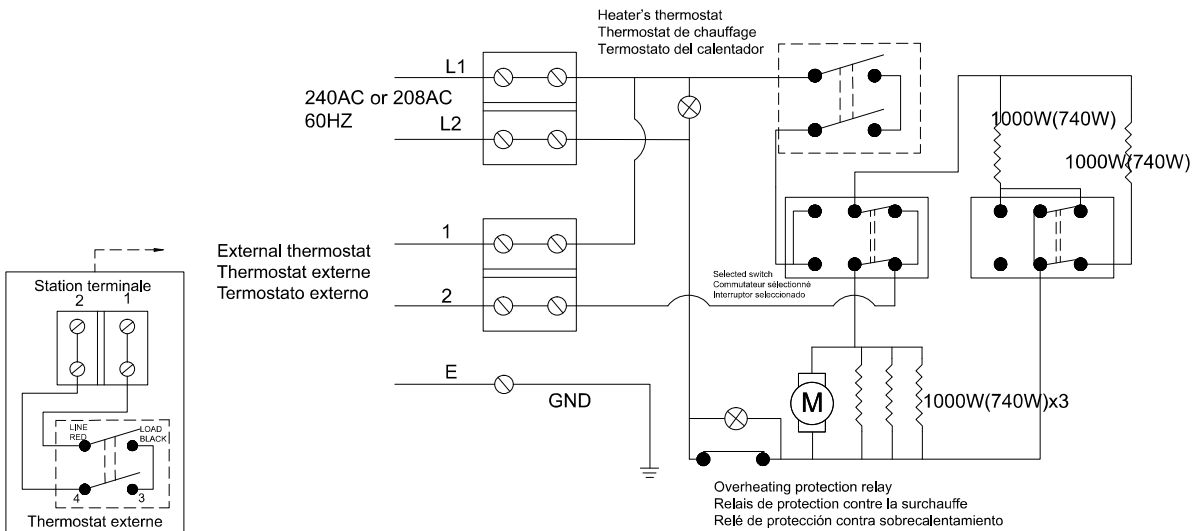 Heater's thermostat
Thermostat de chauffage
Termostato del calentador
L1
240AC or 208AC
60HZ
L2
1000W(740W)
1000W(740W)
1
External thermostat
Thermostat externe
Termostato externo
2
Selected switch
Commutateur sélectionné
Interruptor seleccionado
Station terminale
2 1
E
GND
M
1000W(740W)x3
LINE
RED
LOAD
BLACK
4 3
Thermostat externe
Overheating protection relay
Relais de protection contre la surchauffe
Relé de protección contra sobrecalentamiento